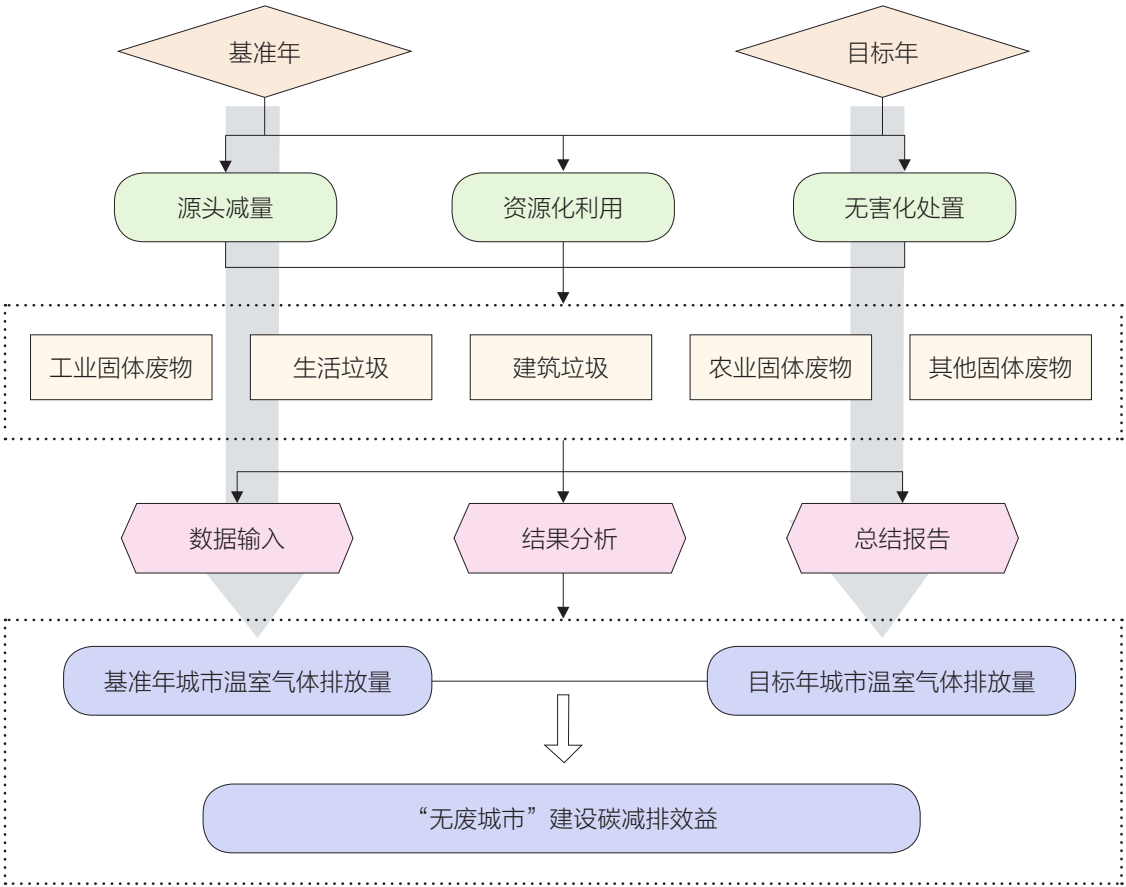 基准年
目标年
源头减量
资源化利用
无害化处置
工业固体废物
生活垃圾
建筑垃圾
农业固体废物
其他固体废物
数据输入
结果分析
总结报告
基准年城市温室气体排放量
目标年城市温室气体排放量
“无废城市”建设碳减排效益